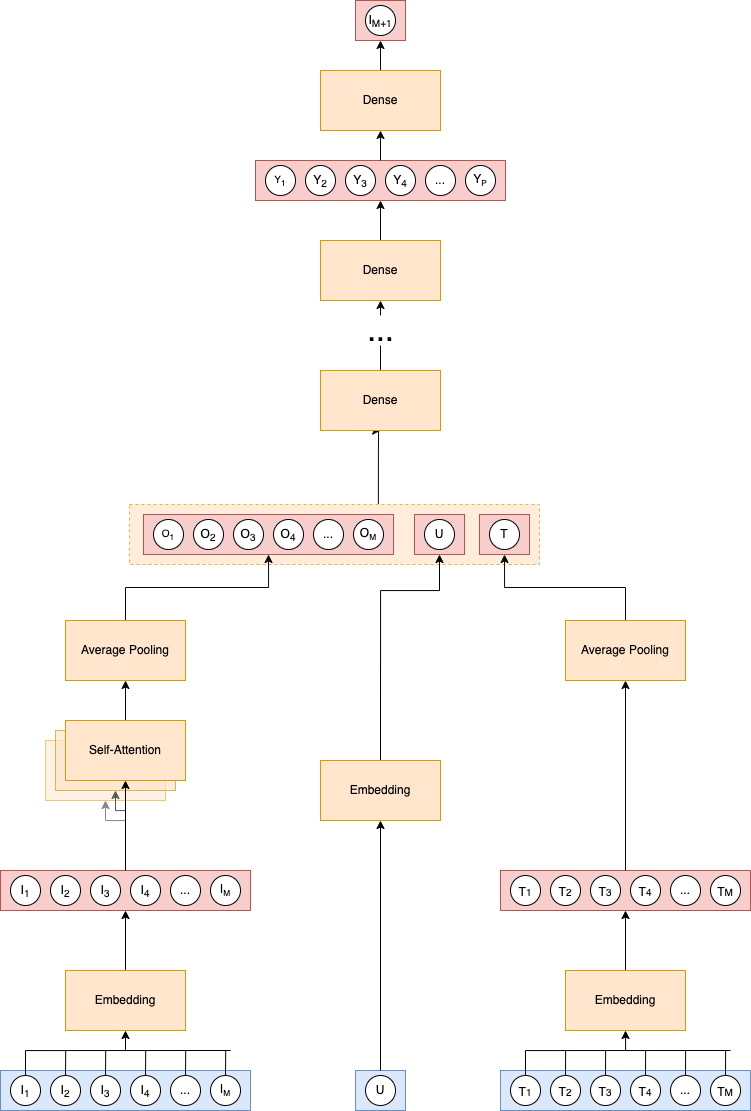 I_{M+1}
Dense
Y_1 Y_2 Y_3 Y_4 ... Y_P
Dense
...
Dense
O_1 O_2 O_3 O_4 ... O_M U T
Average Pooling Average Pooling
Self-Attention
Embedding
I_1 I_2 I_3 I_4 ... I_M T_1 T_2 T_3 T_4 ... T_M
Embedding Embedding
I_1 I_2 I_3 I_4 ... I_M U T_1 T_2 T_3 T_4 ... T_M